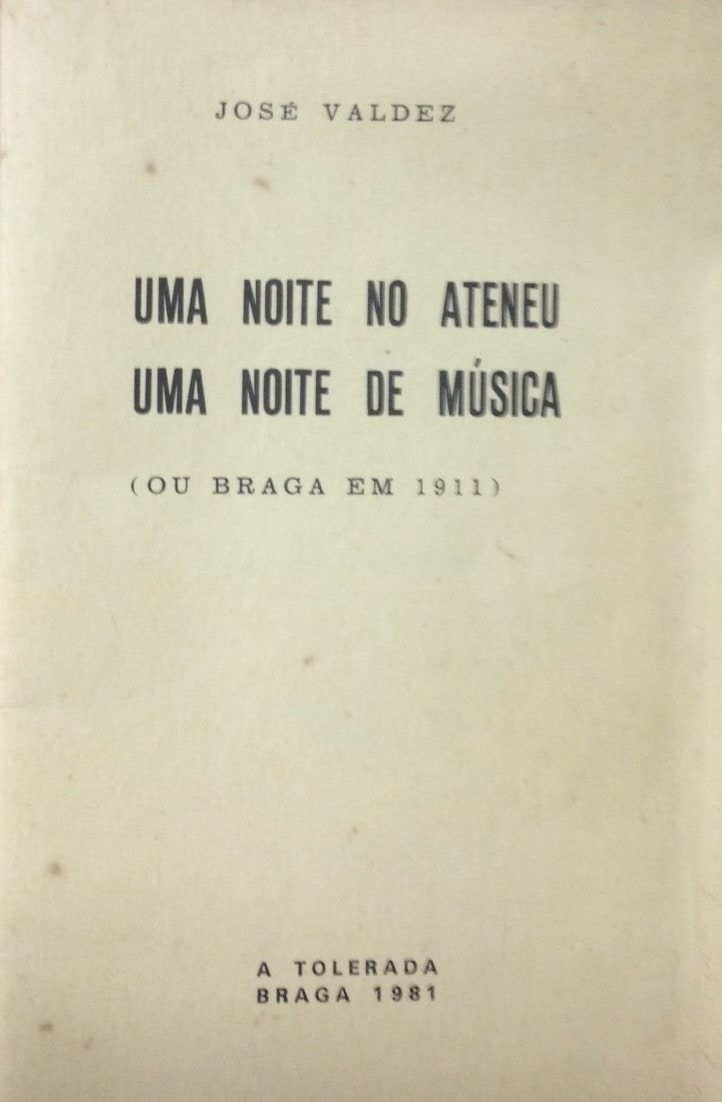 JOSÉ VALDEZ
UMA NOITE NO ATENEU
UMA NOITE DE MÚSICA
(OU BRAGA EM 1911)
A TOLERADA
BRAGA 1981